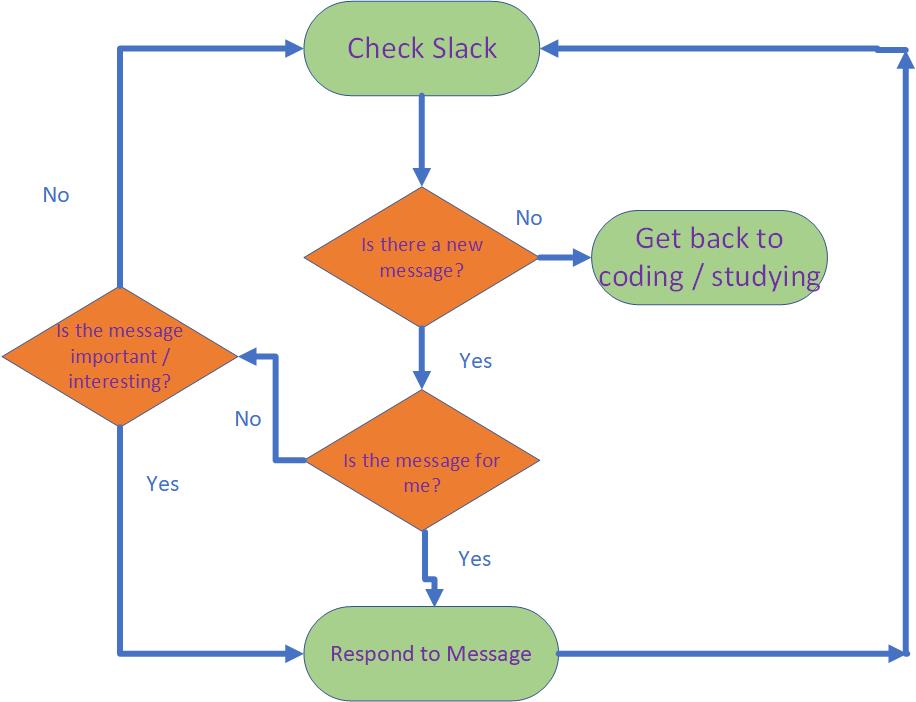 Check Slack
No
Is there a new
message?
No
Get back to
coding / studying
Is the message
important /
interesting?
Yes
No
Is the message for
me?
Yes
Yes
Respond to Message